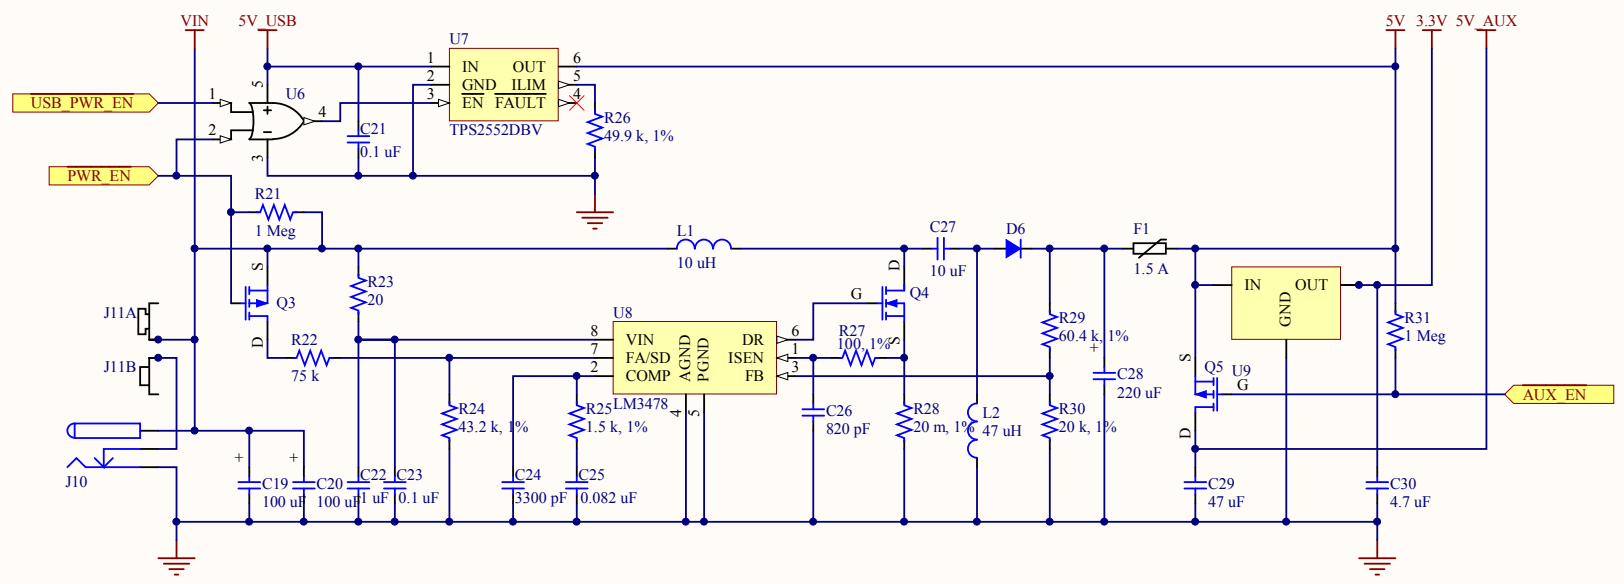 VIN
5V_USB
5V 3.3V 5V_AUX
U7
1 IN OUT 6
2 GND ILIM 5
3 EN FAULT 4
TPS2552DBV
USB_PWR_EN
1
2
5
U6
4
3
C21
0.1 uF
R26
49.9 k, 1%
PWR_EN
R21
1 Meg
L1
10 uH
C27
10 uF
D6
F1
1.5 A
S
Q3
D
R23
20
D
G
Q4
S
IN OUT
GND
U9
J11A
J11B
R22
75 k
U8
8 VIN DR 6
7 FA/SD ISEN 1
2 COMP FB 3
AGND
PGND
LM3478
4
5
R27
100, 1%
R29
60.4 k, 1%
+
C28
220 uF
R31
1 Meg
S
Q5
G
D
AUX_EN
R24
43.2 k, 1%
R25
1.5 k, 1%
C26
820 pF
R28
20 m, 1%
L2
47 uH
R30
20 k, 1%
J10
+
C19
100 uF
+
C20
100 uF
C22
1 uF
C23
0.1 uF
C24
3300 pF
C25
0.082 uF
C29
47 uF
C30
4.7 uF